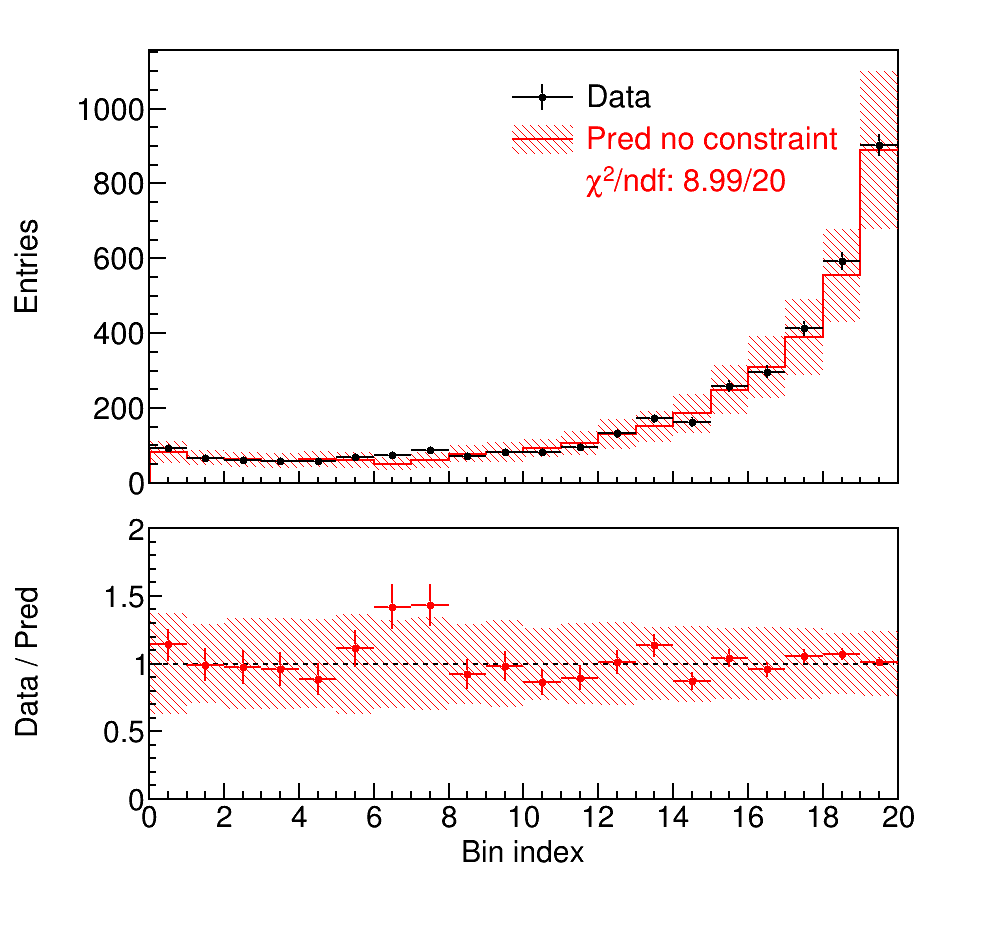 Entries
1000
800
600
400
200
0
Data
Pred no constraint
χ²/ndf: 8.99/20
Data / Pred
2
1.5
1
0.5
0
0 2 4 6 8 10 12 14 16 18 20
Bin index